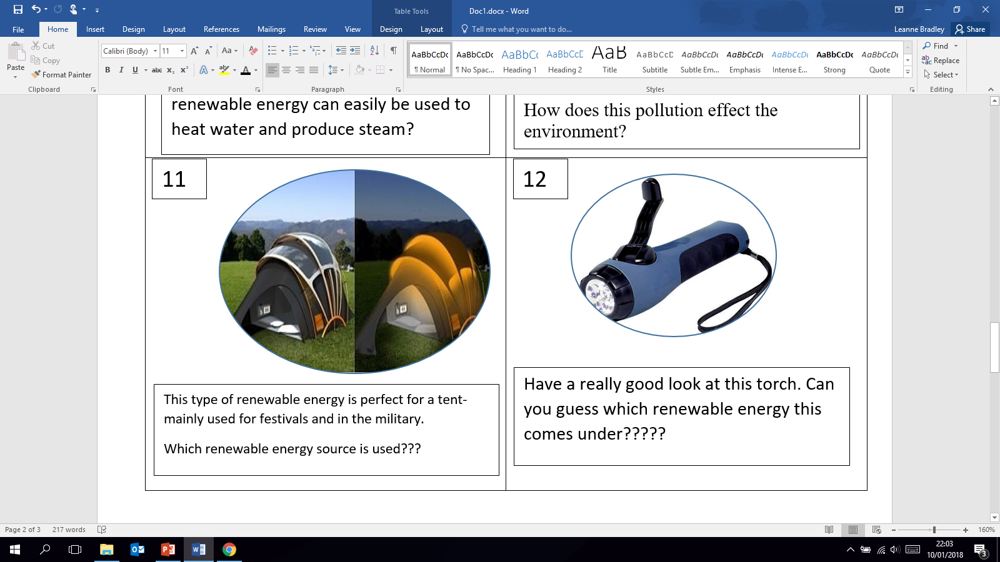 Table Tools
Doc1.docx - Word
File
Home
Insert
Design
Layout
References
Mailings
Review
View
Design
Layout
Tell me what you want to do...
Leanne Bradley
Share
Paste
Cut
Copy
Format Painter
Clipboard
Calibri (Body)
11
Font
Paragraph
AaBbCcDc
¶ Normal
AaBbCcDc
¶ No Spac...
AaBbCc
Heading 1
AaBbCcD
Heading 2
AaB
Title
AaBbCcD
Subtitle
AaBbCcDc
Subtle Em...
AaBbCcDc
Emphasis
AaBbCcDc
Intense E...
AaBbCcDc
Strong
AaBbCcDc
Quote
Styles
Find
Replace
Select
Editing
renewable energy can easily be used to
heat water and produce steam?
How does this pollution effect the
environment?
11
This type of renewable energy is perfect for a tent-
mainly used for festivals and in the military.
Which renewable energy source is used???
12
Have a really good look at this torch. Can
you guess which renewable energy this
comes under?????
Page 2 of 3
217 words
160%
22:03
10/01/2018
3